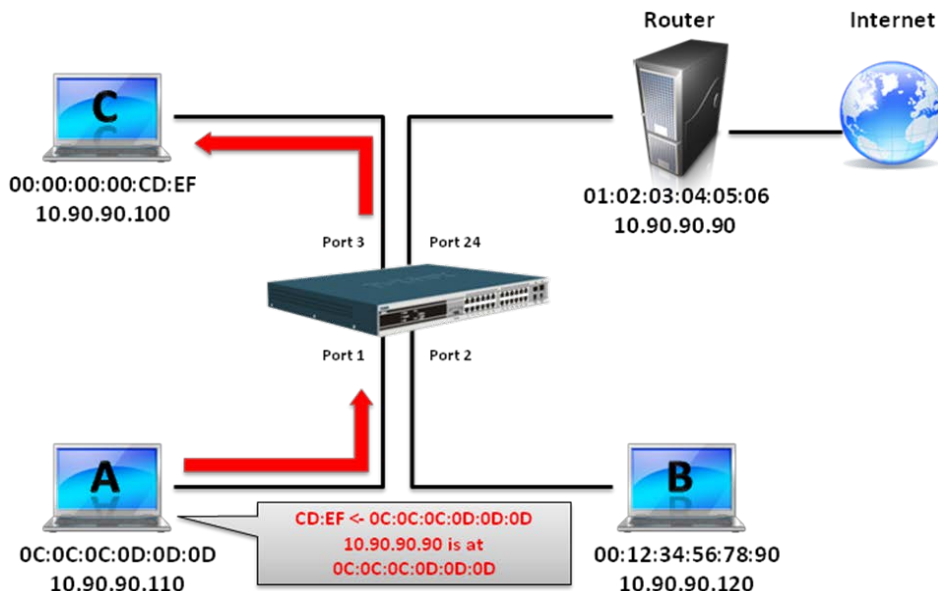 Router
Internet
C
00:00:00:00:CD:EF
10.90.90.100
01:02:03:04:05:06
10.90.90.90
Port 3
Port 24
Port 1
Port 2
A
B
CD:EF <- 0C:0C:0C:0D:0D:0D
10.90.90.90 is at
0C:0C:0C:0D:0D:0D
0C:0C:0C:0D:0D:0D
10.90.90.110
00:12:34:56:78:90
10.90.90.120